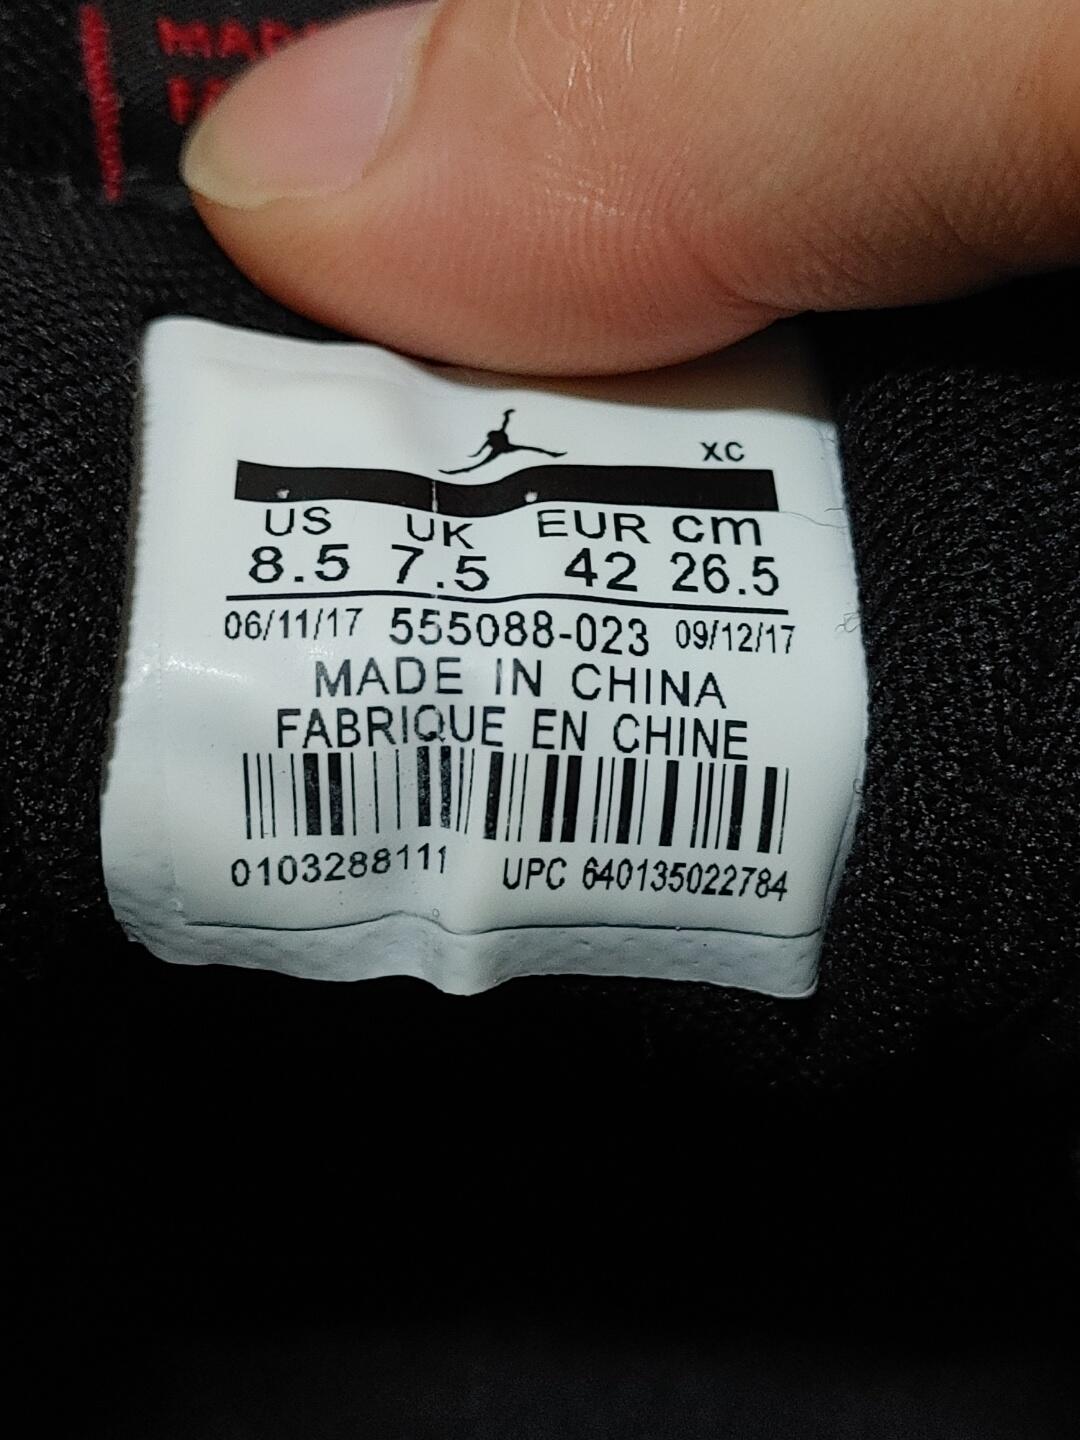 XC
US UK EUR cm
8.5 7.5 42 26.5
06/11/17 555088-023 09/12/17
MADE IN CHINA
FABRIQUE EN CHINE
0103288111 UPC 640135022784